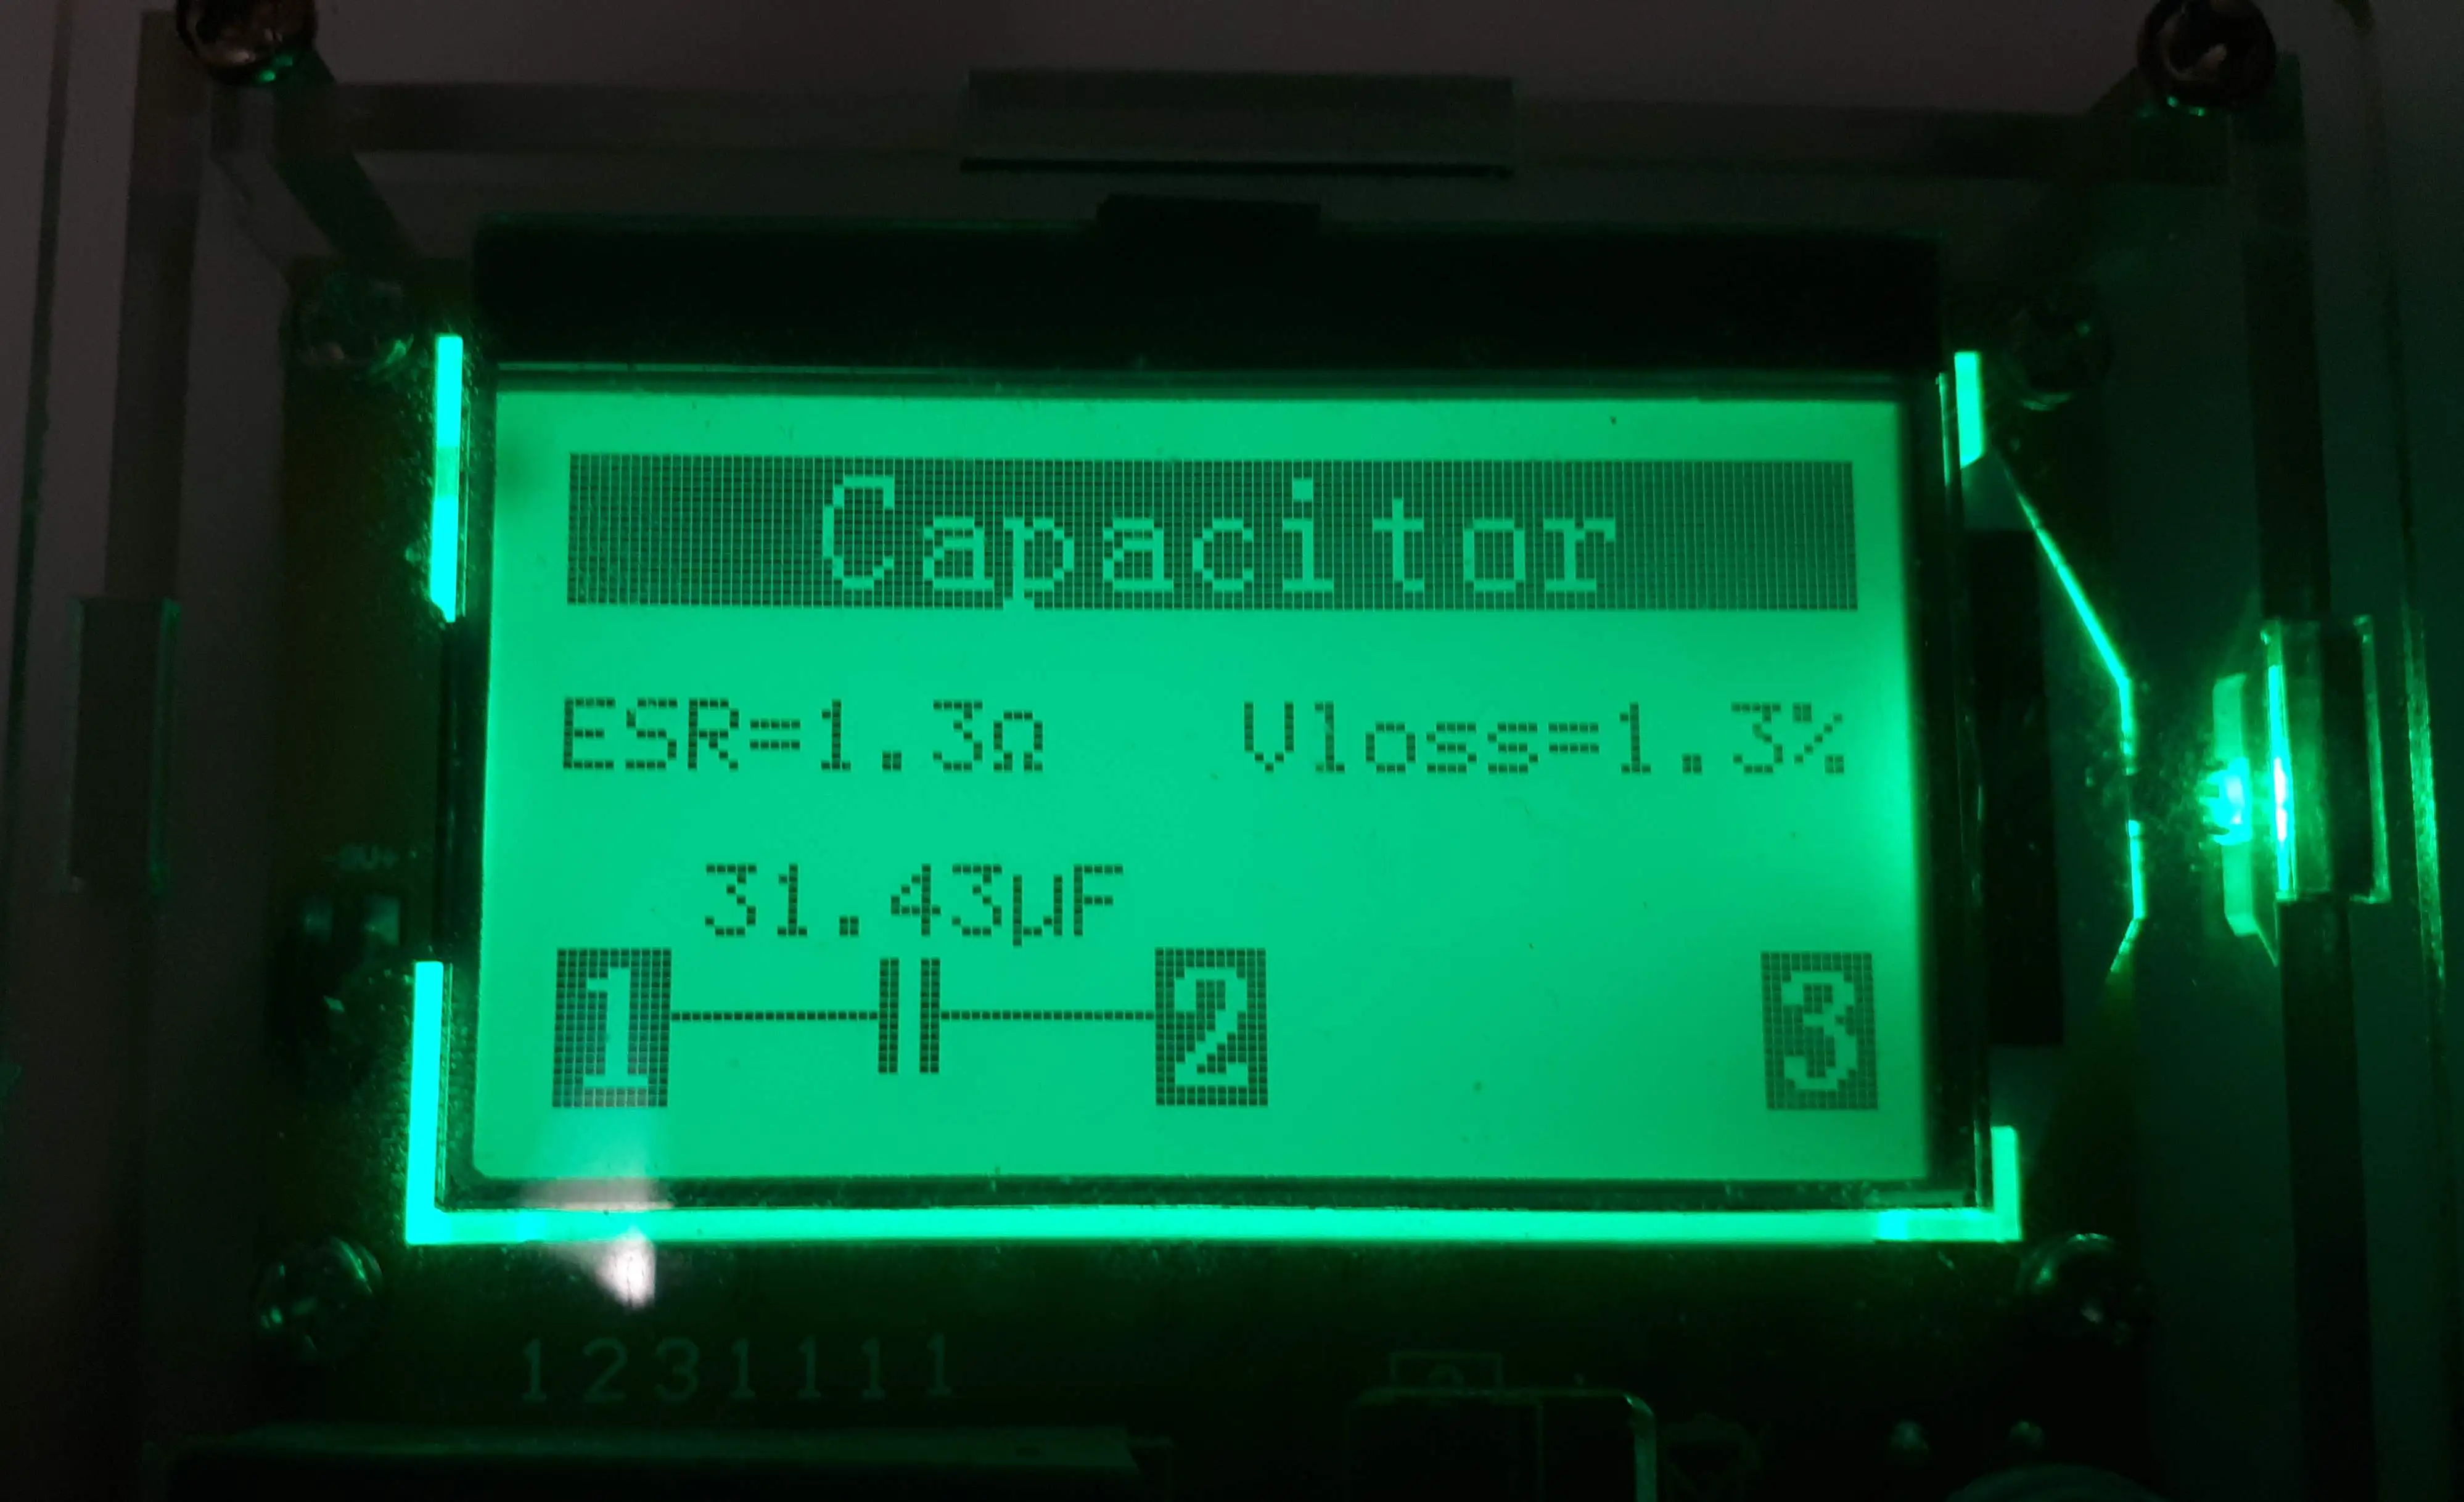 Capacitor
ESR=1.3Ω Vloss=1.3%
31.43µF
1 2 3
1231111